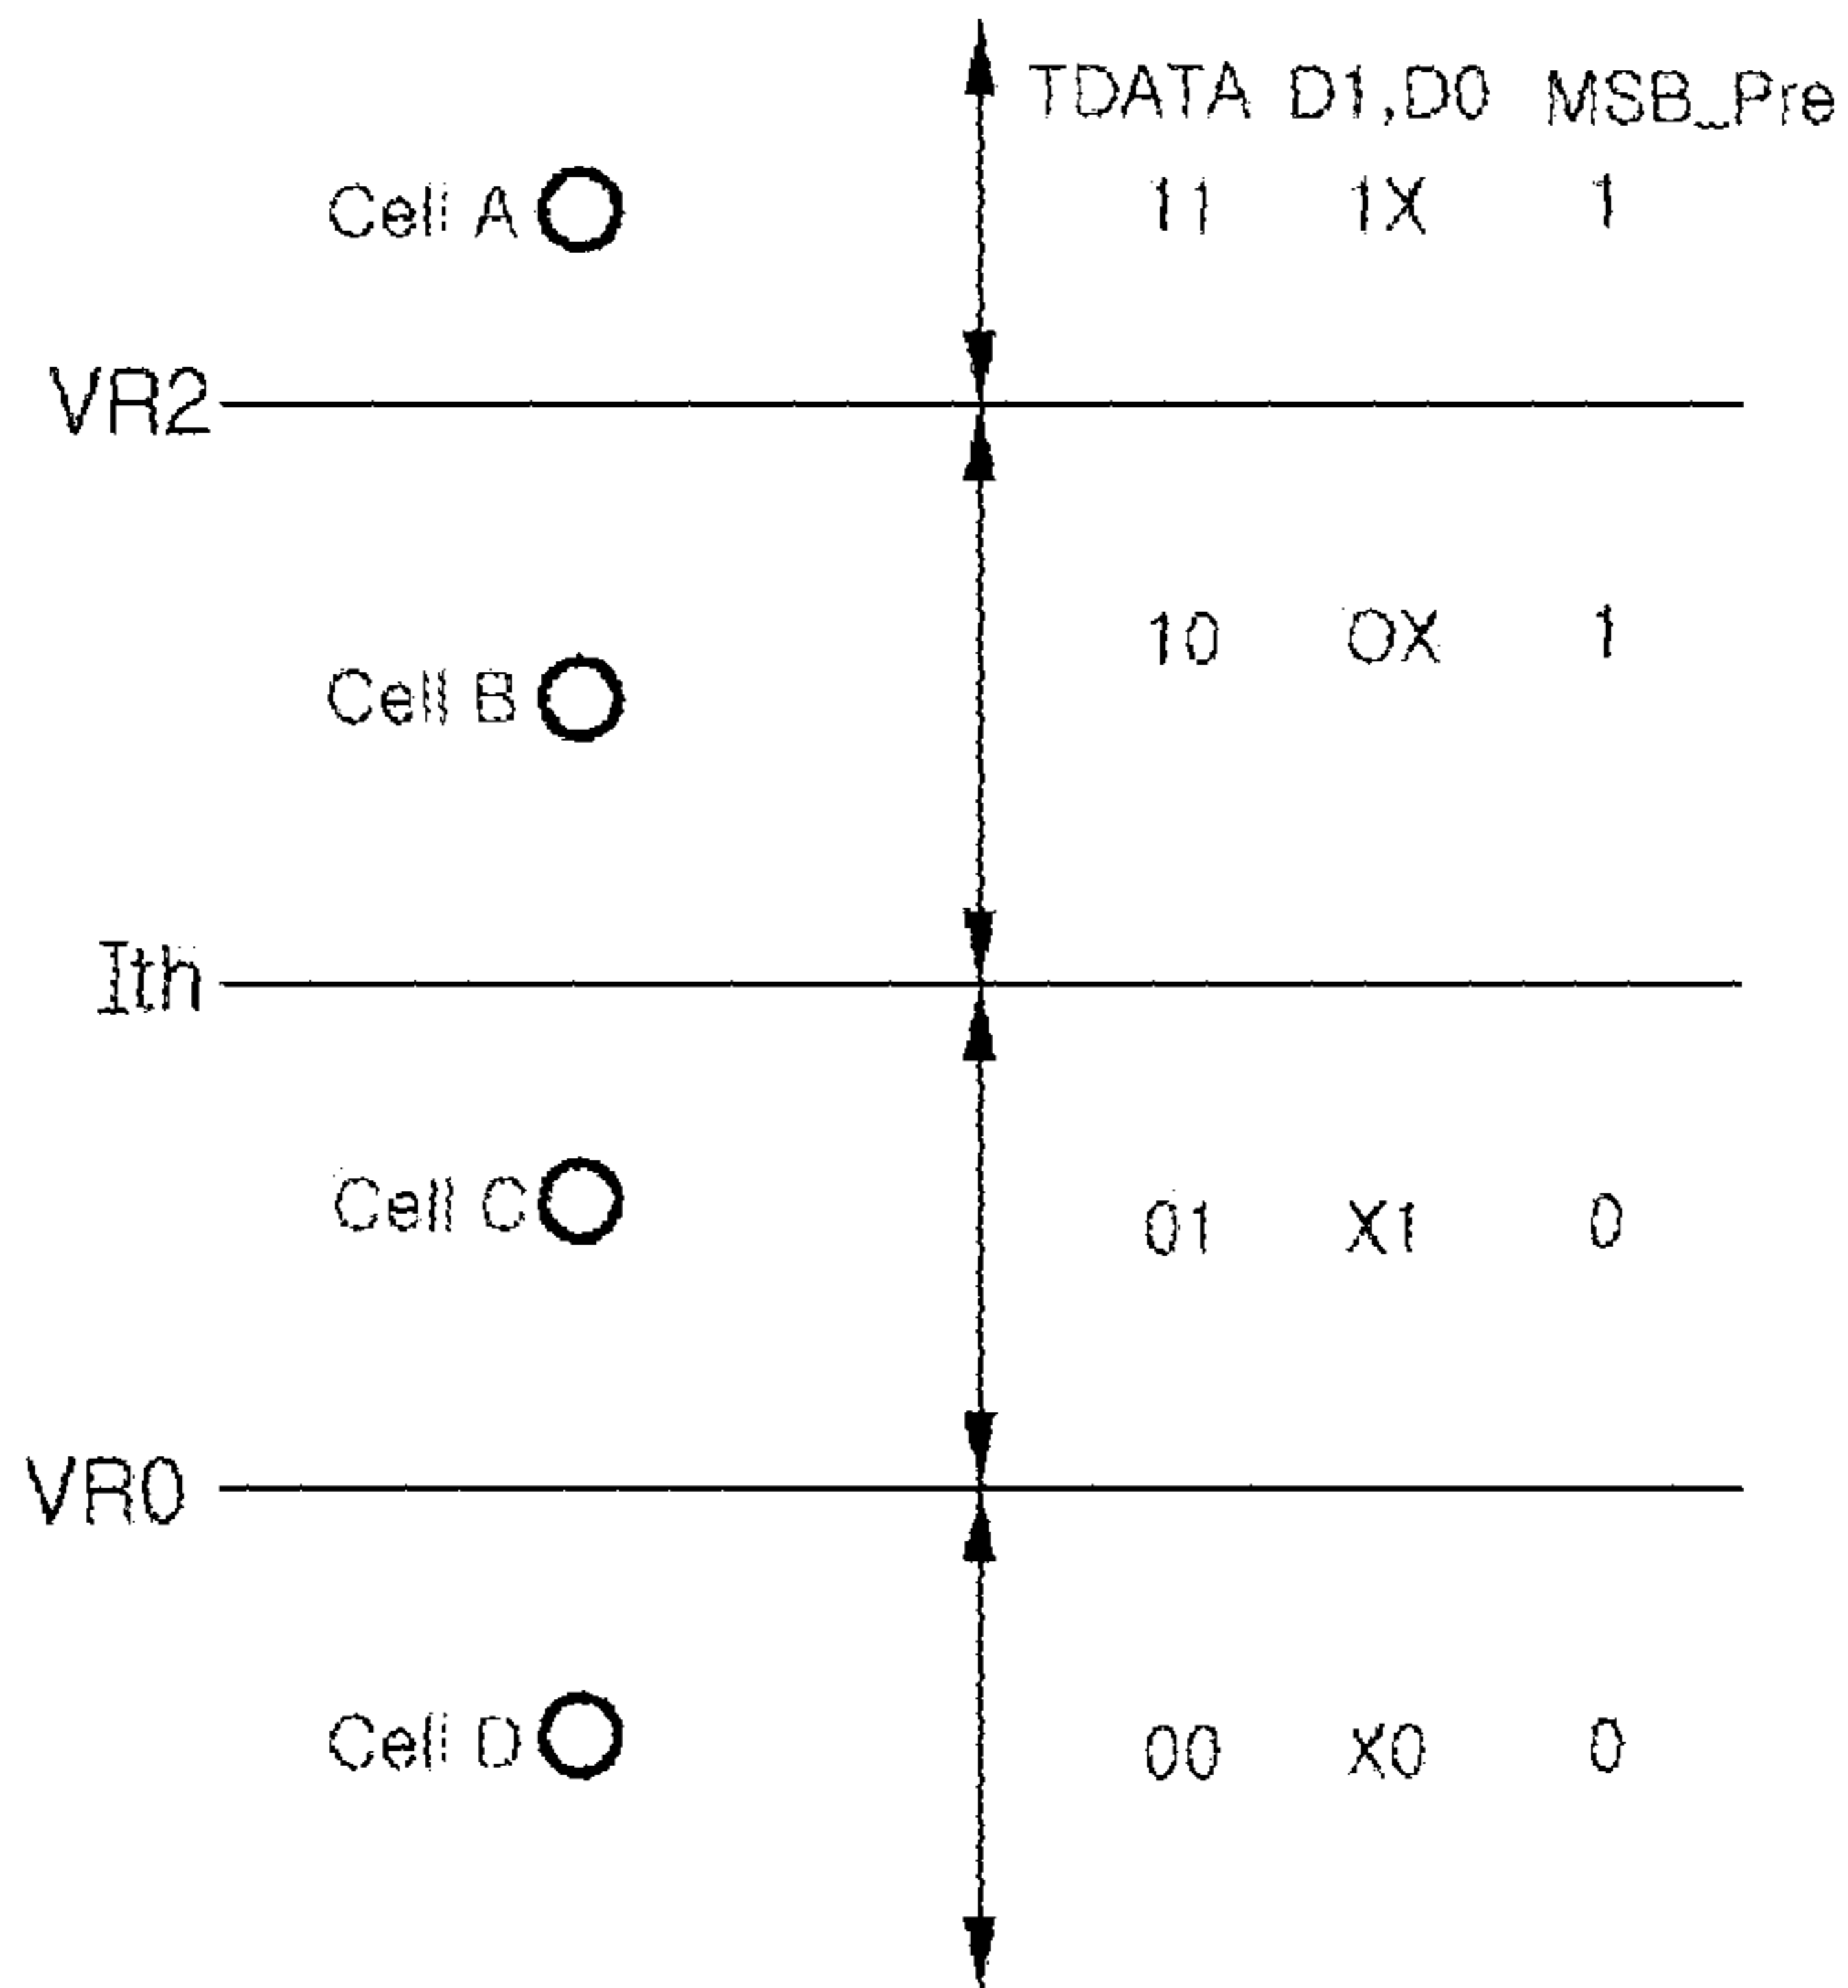 TDATA D1,D0 MSB_Pre
Cell A 11 1X 1
VR2
10 0X 1
Cell B
Ith
Cell C 01 X1 0
VR0
Cell D 00 X0 0